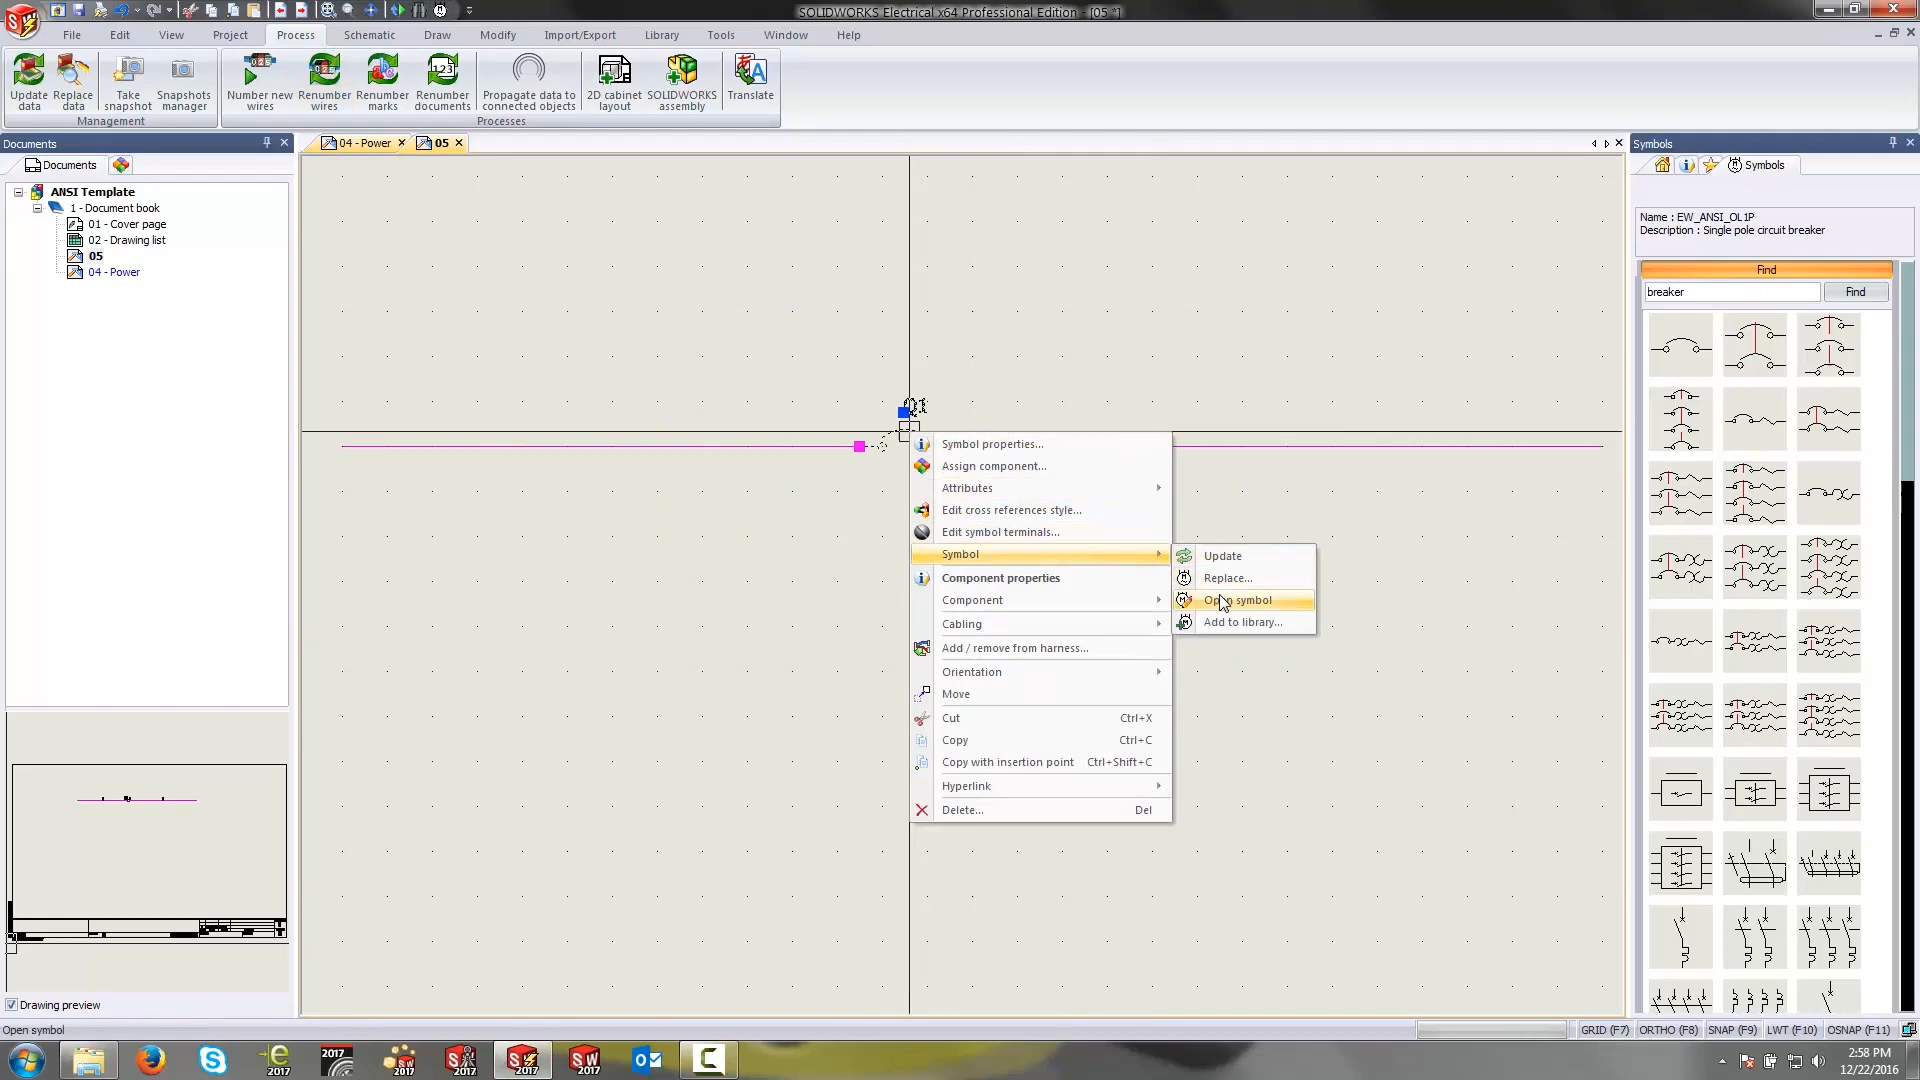 SOLIDWORKS Electrical x64 Professional Edition - [05 *]
File Edit View Project Process Schematic Draw Modify Import/Export Library Tools Window Help
Update data
Replace data
Take snapshot
Snapshots manager
Number new wires
Renumber wires
Renumber marks
Renumber documents
Propagate data to connected objects
2D cabinet layout
SOLIDWORKS assembly
Translate
Management
Processes
Documents
04 - Power
05
Symbols
Documents
Symbols
ANSI Template
1 - Document book
01 - Cover page
02 - Drawing list
05
04 - Power
Name : EW_ANSI_OL1P
Description : Single pole circuit breaker
Find
breaker
Find
Q1
Symbol properties...
Assign component...
Attributes
Edit cross references style...
Edit symbol terminals...
Symbol
Component properties
Component
Cabling
Add / remove from harness...
Orientation
Move
Cut Ctrl+X
Copy Ctrl+C
Copy with insertion point Ctrl+Shift+C
Hyperlink
Delete... Del
Update
Replace...
Open symbol
Add to library...
Drawing preview
Open symbol
GRID (F7) ORTHO (F8) SNAP (F9) LWT (F10) OSNAP (F11)
2:58 PM
12/22/2016